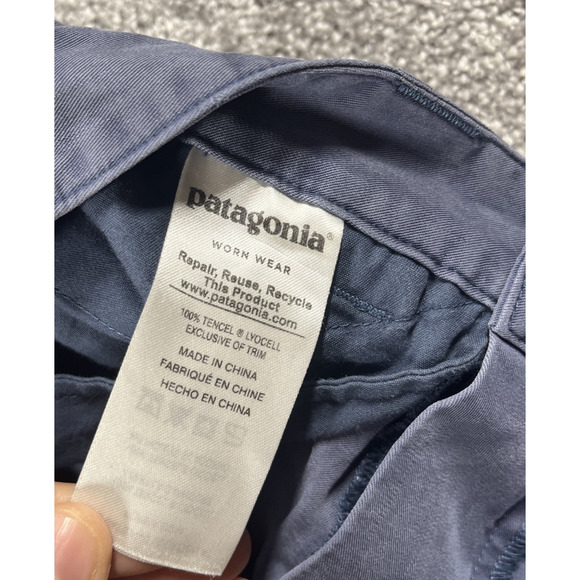 patagonia®
WORN WEAR
Repair, Reuse, Recycle
This Product
www.patagonia.com
100% TENCEL ® LYOCELL
EXCLUSIVE OF TRIM
MADE IN CHINA
FABRIQUÉ EN CHINE
HECHO EN CHINA